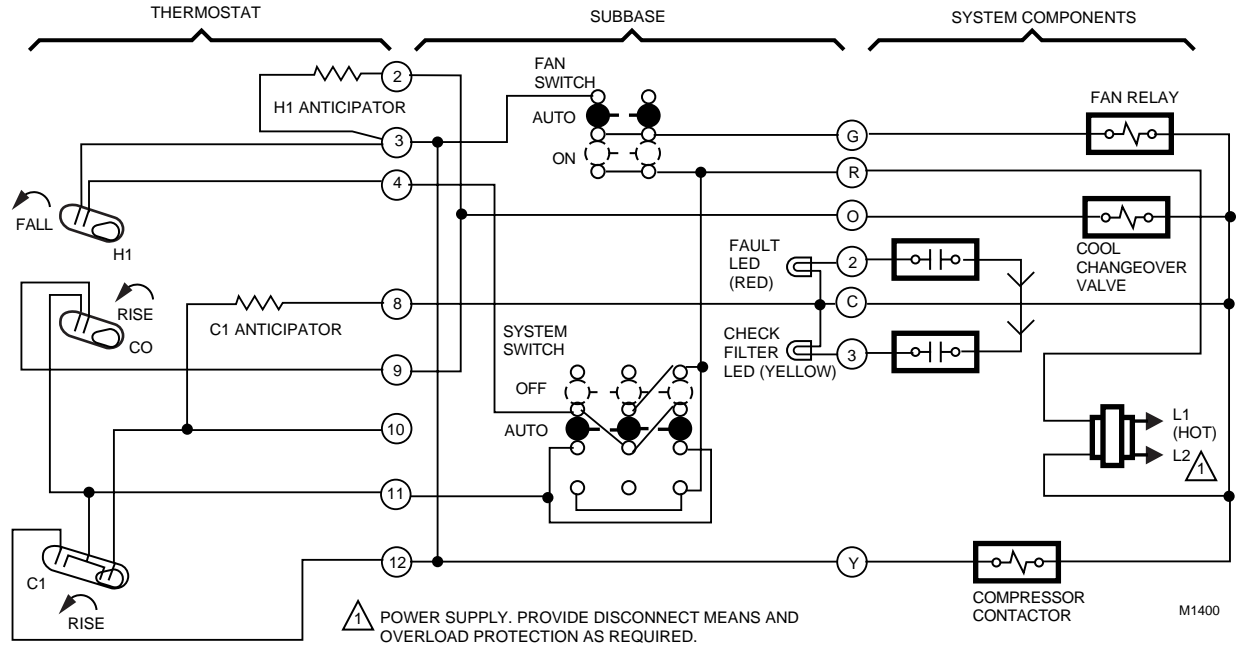 THERMOSTAT
SUBBASE
SYSTEM COMPONENTS
2
H1 ANTICIPATOR
3
4
FALL
H1
RISE
CO
C1 ANTICIPATOR
8
9
10
11
C1
RISE
12
FAN
SWITCH
AUTO
ON
SYSTEM
SWITCH
OFF
AUTO
FAULT
LED
(RED)
CHECK
FILTER
LED (YELLOW)
G
R
O
2
C
3
Y
FAN RELAY
COOL
CHANGEOVER
VALVE
L1
(HOT)
L2
1
COMPRESSOR
CONTACTOR
1 POWER SUPPLY. PROVIDE DISCONNECT MEANS AND
OVERLOAD PROTECTION AS REQUIRED.
M1400